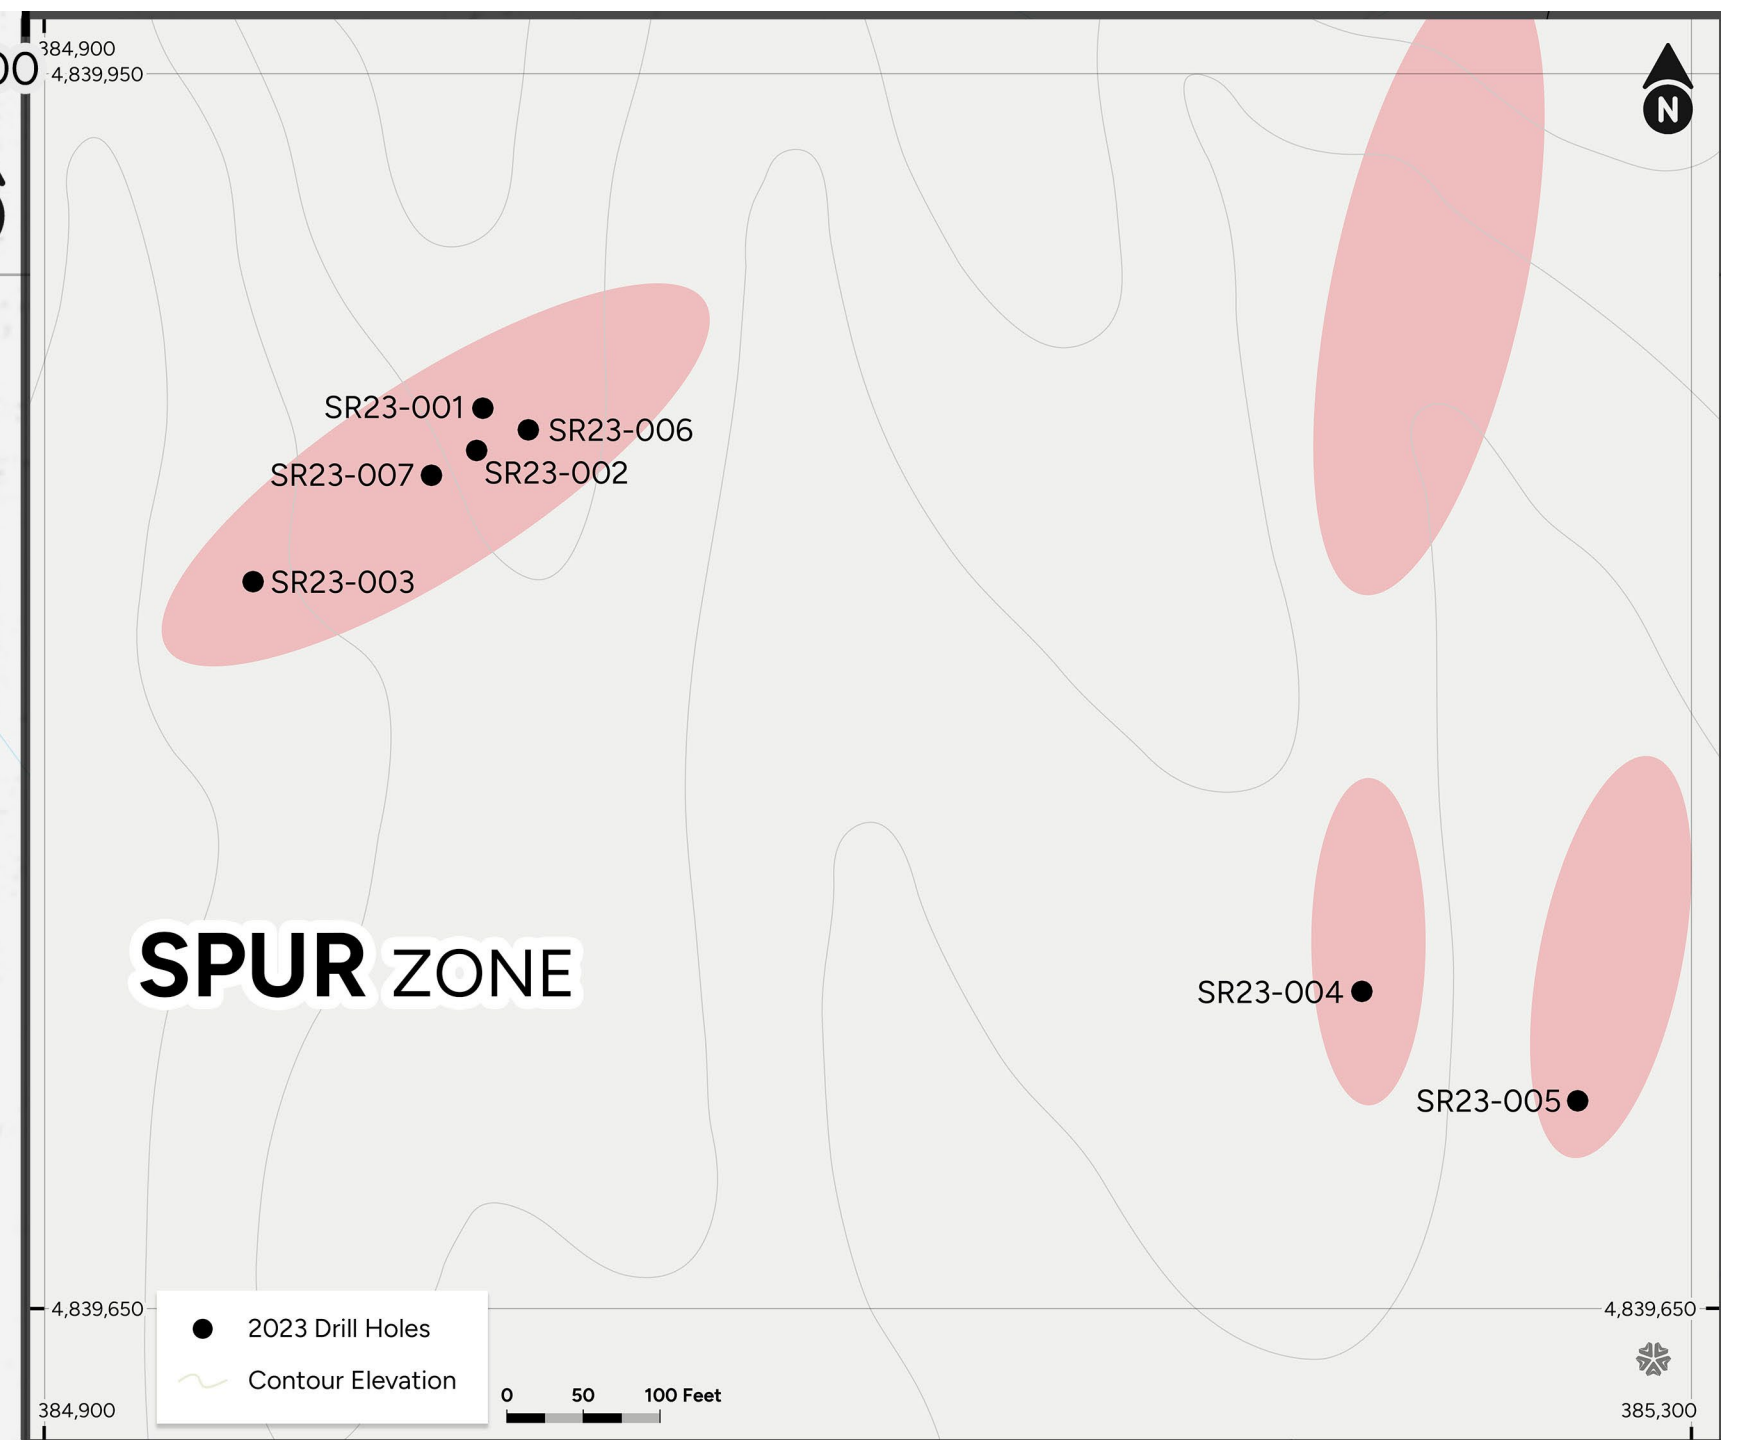 384,900
00
4,839,950
N
SR23-001
SR23-006
SR23-007
SR23-002
SR23-003
SPUR ZONE
SR23-004
SR23-005
4,839,650
4,839,650
2023 Drill Holes
Contour Elevation
0 50 100 Feet
384,900
385,300